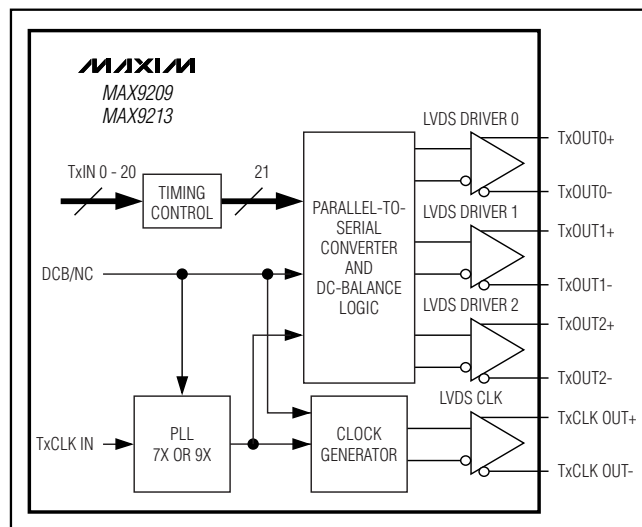 MAXIM
MAX9209
MAX9213
LVDS DRIVER 0
TxOUT0+
TxIN 0 - 20
21
TIMING
CONTROL
TxOUT0-
LVDS DRIVER 1
TxOUT1+
PARALLEL-TO-
SERIAL
CONVERTER
AND
DC-BALANCE
LOGIC
DCB/NC
TxOUT1-
LVDS DRIVER 2
TxOUT2+
TxOUT2-
LVDS CLK
TxCLK OUT+
TxCLK IN
PLL
7X OR 9X
CLOCK
GENERATOR
TxCLK OUT-